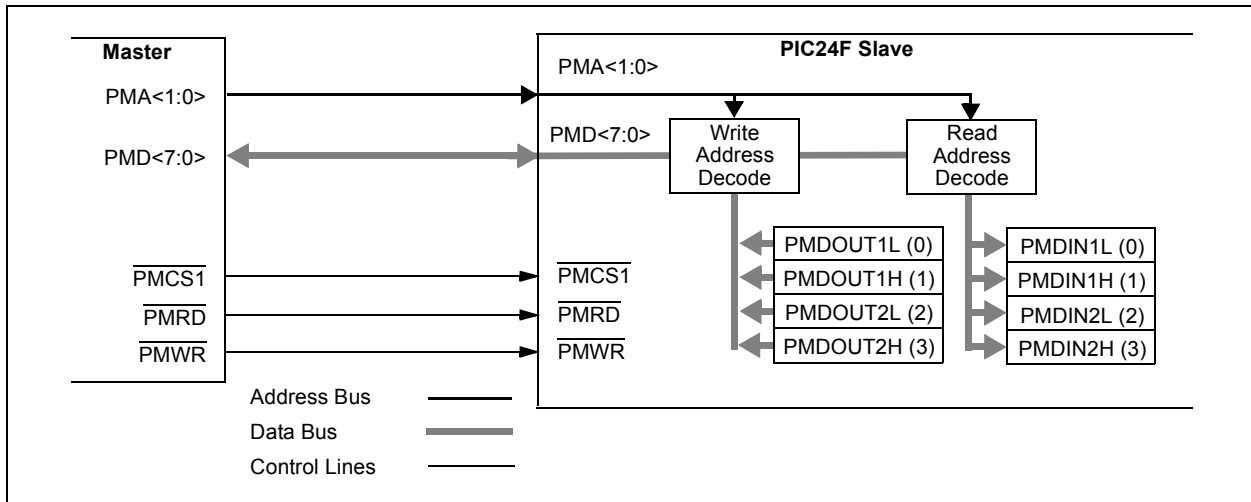 Master
PMA<1:0>
PMD<7:0>
PMCS1
PMRD
PMWR
PIC24F Slave
PMA<1:0>
PMD<7:0>
Write
Address
Decode
Read
Address
Decode
PMDOUT1L (0)
PMDOUT1H (1)
PMDOUT2L (2)
PMDOUT2H (3)
PMDIN1L (0)
PMDIN1H (1)
PMDIN2L (2)
PMDIN2H (3)
PMCS1
PMRD
PMWR
Address Bus
Data Bus
Control Lines